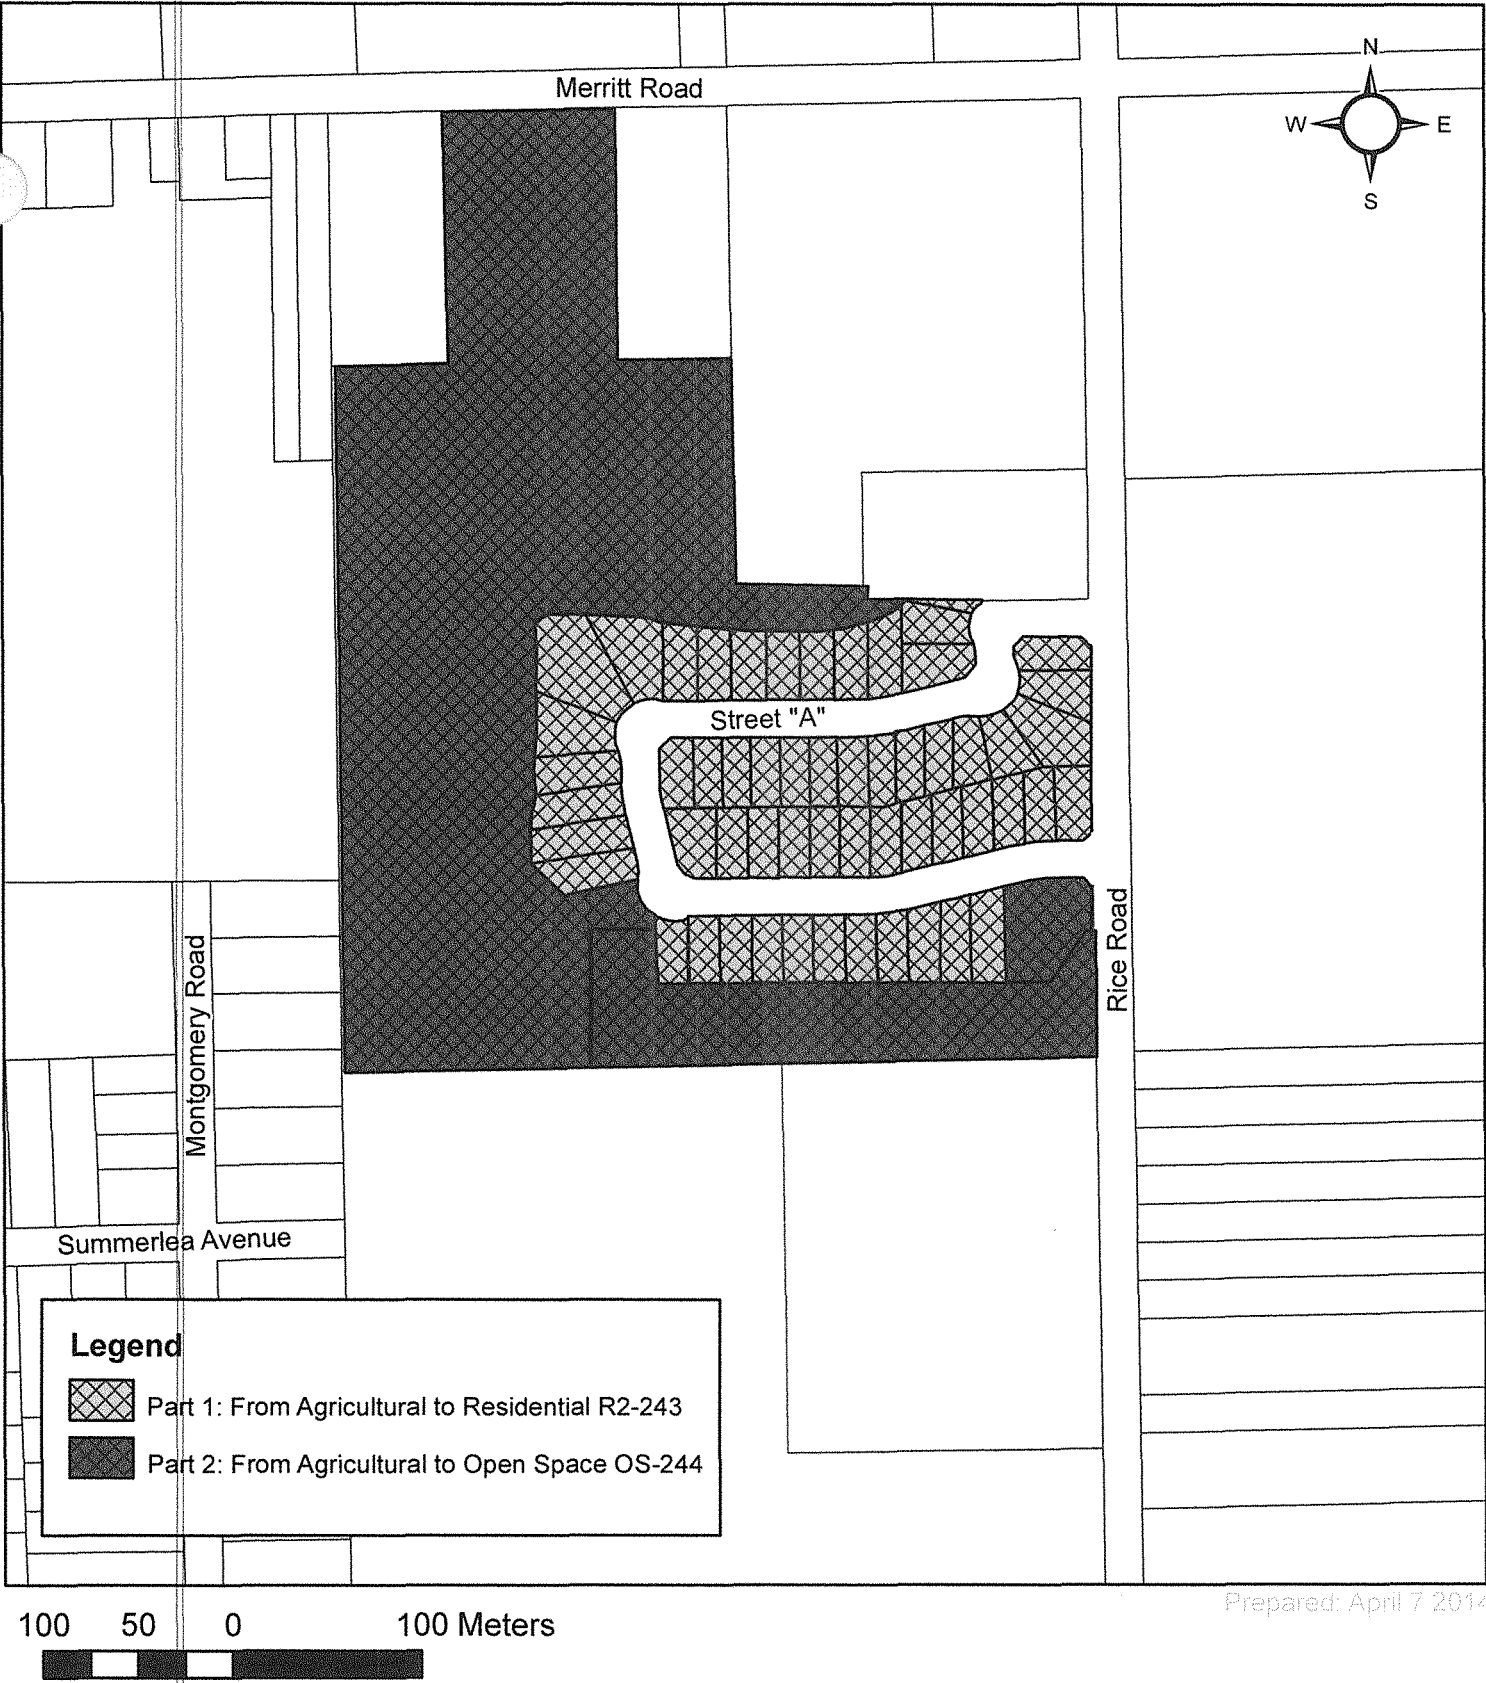 Merritt Road
N
W E
S
Street "A"
Rice Road
Montgomery Road
Summerlea Avenue
Legend
Part 1: From Agricultural to Residential R2-243
Part 2: From Agricultural to Open Space OS-244
Prepared: April 7 2014
100 50 0 100 Meters